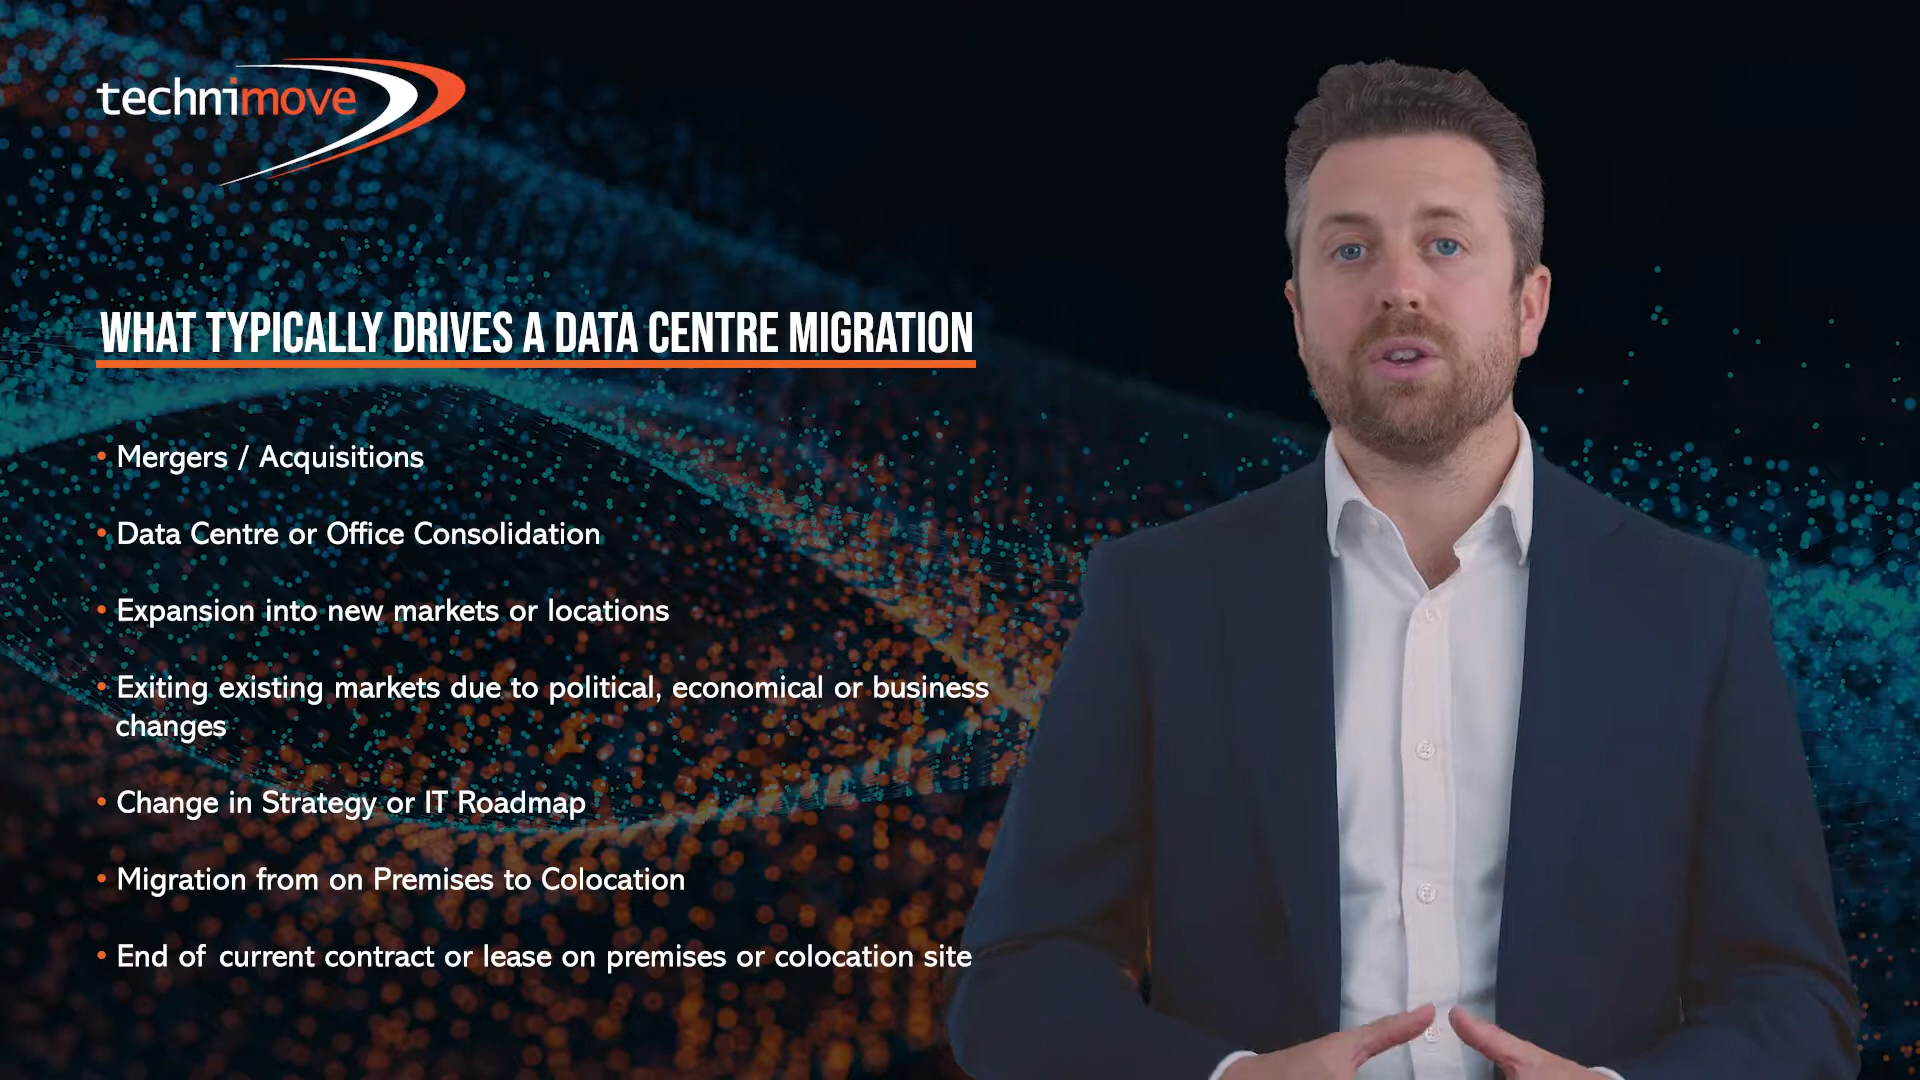 technimove
WHAT TYPICALLY DRIVES A DATA CENTRE MIGRATION
• Mergers / Acquisitions
• Data Centre or Office Consolidation
• Expansion into new markets or locations
• Exiting existing markets due to political, economical or business
changes
• Change in Strategy or IT Roadmap
• Migration from on Premises to Colocation
• End of current contract or lease on premises or colocation site